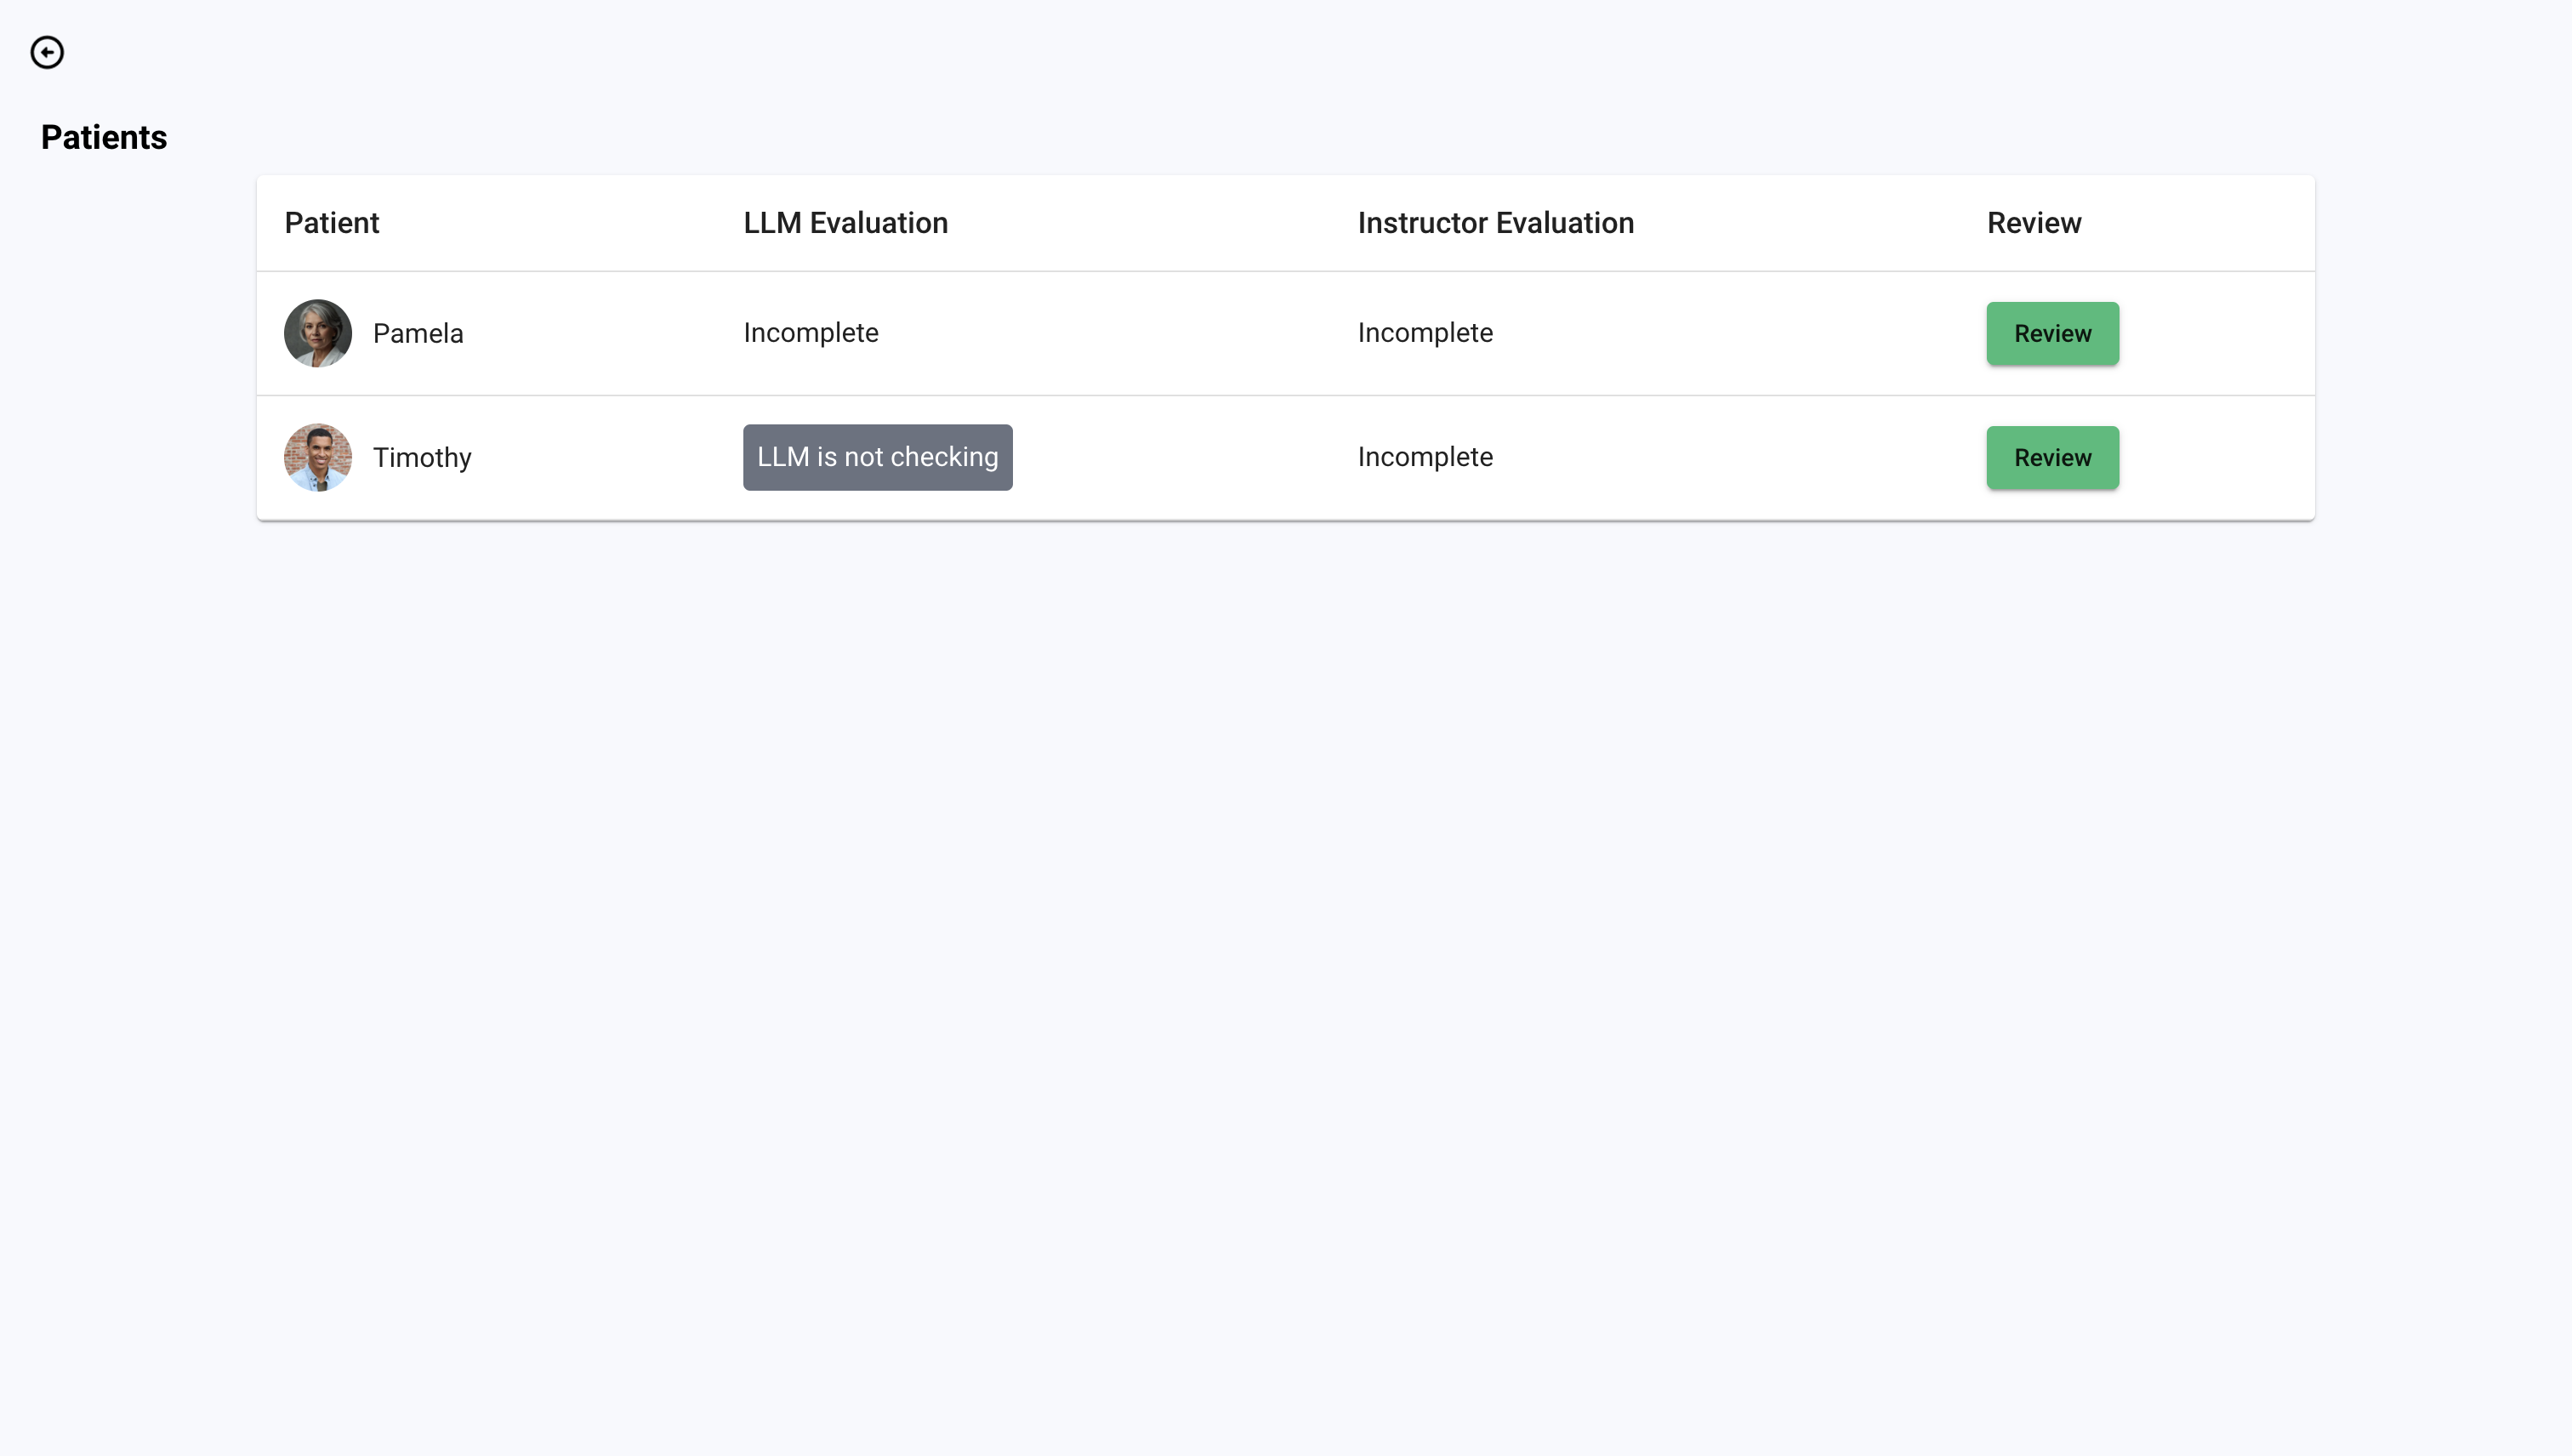 Patients
Patient LLM Evaluation Instructor Evaluation Review
Pamela Incomplete Incomplete Review
Timothy LLM is not checking Incomplete Review